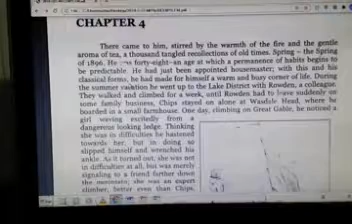 CHAPTER 4
There came to him, stirred by the warmth of the fire and the gentle
aroma of tea, a thousand tangled recollections of old times. Spring – the Spring
of 1896. He was forty-eight–an age at which a permanence of habits begins to
be predictable. He had just been appointed housemaster; with this and his
classical forms, he had made for himself a warm and busy corner of life. During
the summer vacation he went up to the Lake District with Rowden, a colleague.
They walked and climbed for a week, until Rowden had to leave suddenly on
some family business, Chips stayed on alone at Wasdale Head, where he
boarded in a small farmhouse. One day, climbing on Great Gable, he noticed a
girl waving excitedly from a
dangerous looking ledge. Thinking
she was in difficulties he hastened
towards her, but in doing so
slipped himself and wrenched his
ankle. As it turned out, she was not
in difficulties at all, but was merely
signaling to a friend farther down
the mountain; she was an expert
climber, better even than Chips,